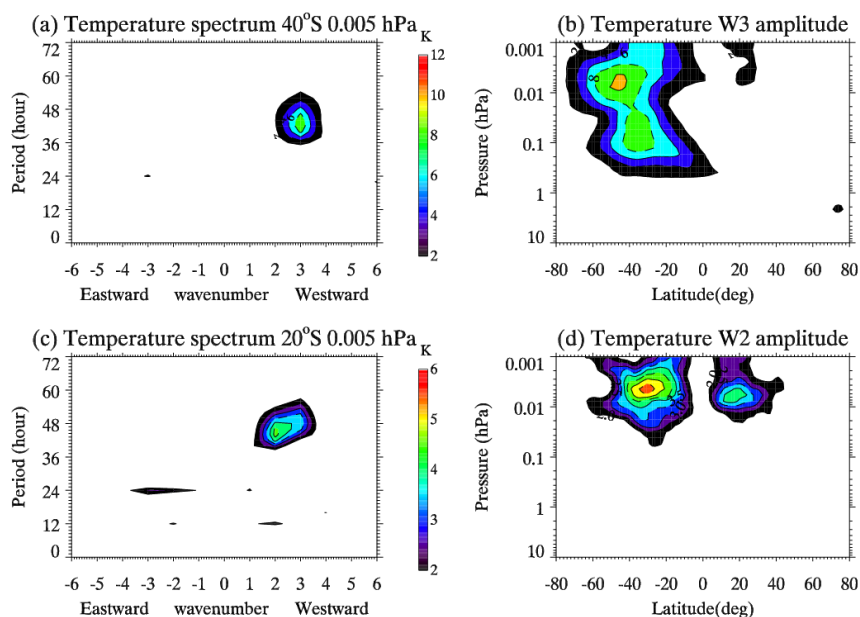 (a) Temperature spectrum 40°S 0.005 hPa
Period (hour)
72
60
48
36
24
12
0
-6 -5 -4 -3 -2 -1 0 1 2 3 4 5 6
Eastward wavenumber Westward
K
12
10
8
6
4
2
(b) Temperature W3 amplitude
Pressure (hPa)
0.001
0.01
0.1
1
10
8
-80 -60 -40 -20 0 20 40 60 80
Latitude(deg)
(c) Temperature spectrum 20°S 0.005 hPa
Period (hour)
72
60
48
36
24
12
0
-6 -5 -4 -3 -2 -1 0 1 2 3 4 5 6
Eastward wavenumber Westward
K
6
5
4
3
2
(d) Temperature W2 amplitude
Pressure (hPa)
0.001
0.01
0.1
1
10
2.0
-80 -60 -40 -20 0 20 40 60 80
Latitude(deg)